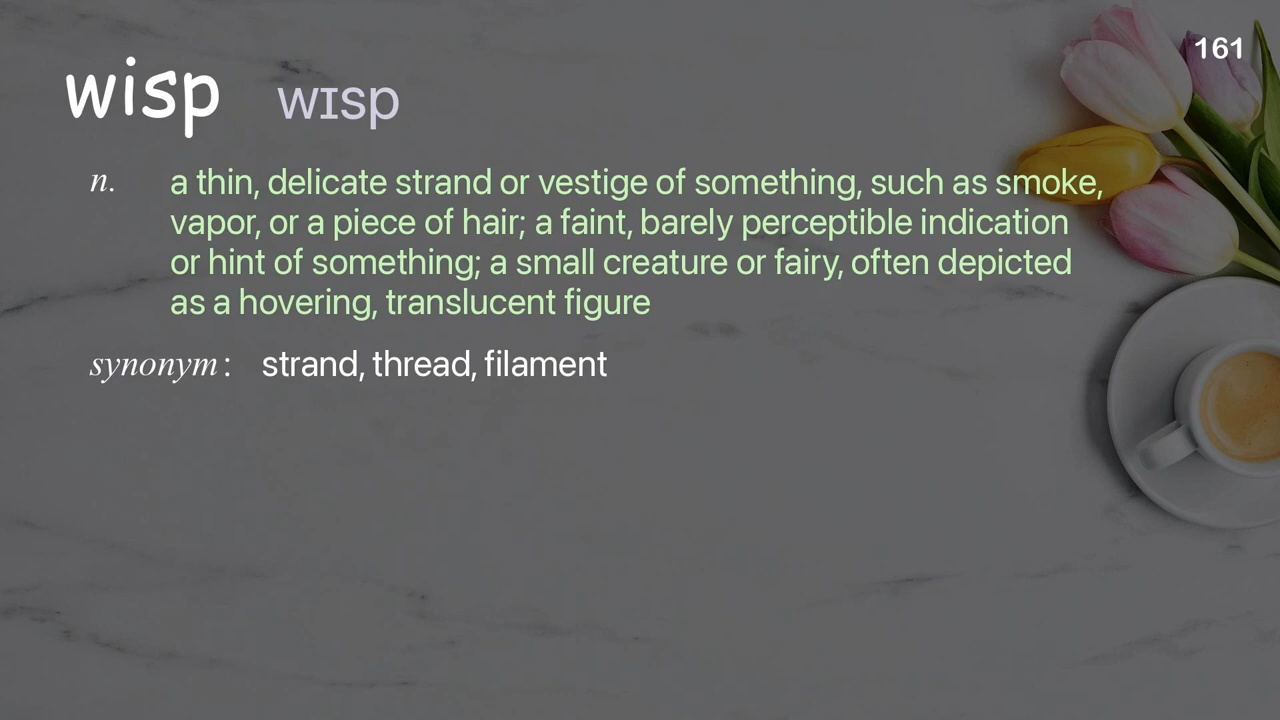 161
wisp wɪsp
n. a thin, delicate strand or vestige of something, such as smoke,
vapor, or a piece of hair; a faint, barely perceptible indication
or hint of something; a small creature or fairy, often depicted
as a hovering, translucent figure
synonym: strand, thread, filament